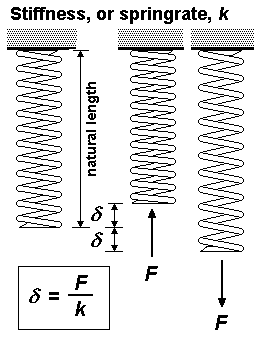 Stiffness, or springrate, k
natural length
δ
δ
F
F
δ = F / k